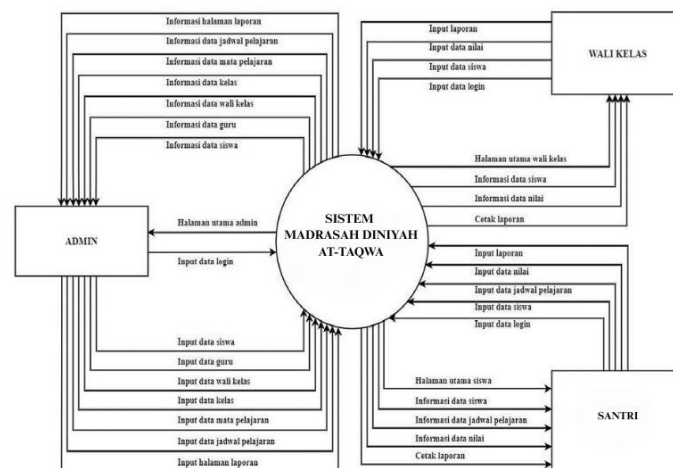 Informasi halaman laporan
Informasi data jadwal pelajaran
Informasi data mata pelajaran
Informasi data kelas
Informasi data wali kelas
Informasi data guru
Informasi data siswa
ADMIN
Halaman utama admin
Input data login
Input data siswa
Input data guru
Input data wali kelas
Input data kelas
Input data mata pelajaran
Input data jadwal pelajaran
Input halaman laporan
SISTEM
MADRASAH DINIYAH
AT-TAQWA
Input laporan
Input data nilai
Input data siswa
Input data login
WALI KELAS
Halaman utama wali kelas
Informasi data siswa
Informasi data nilai
Cetak laporan
Input laporan
Input data nilai
Input data jadwal pelajaran
Input data siswa
Input data login
Halaman utama siswa
Informasi data siswa
Informasi data jadwal pelajaran
Informasi data nilai
Cetak laporan
SANTRI